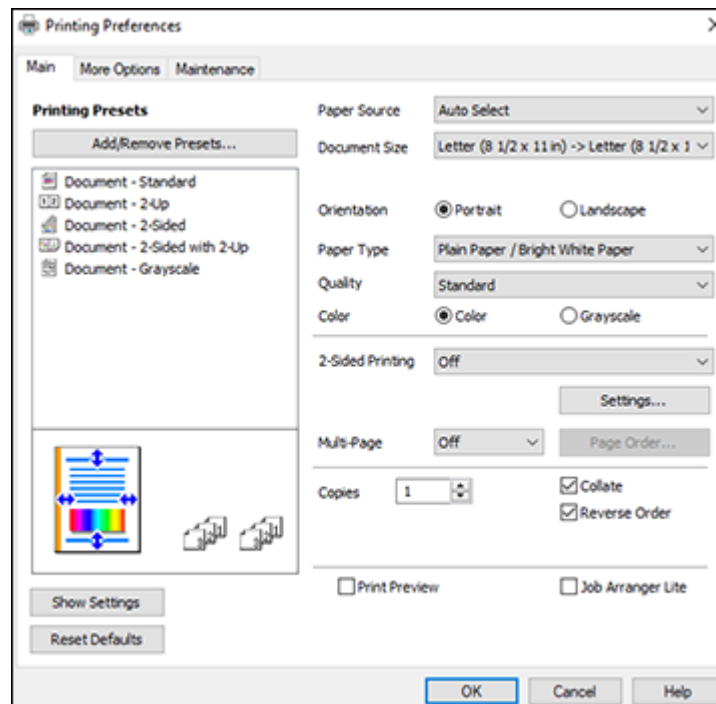 Printing Preferences
Main More Options Maintenance
Printing Presets
Add/Remove Presets...
Document - Standard
Document - 2-Up
Document - 2-Sided
Document - 2-Sided with 2-Up
Document - Grayscale
Show Settings
Reset Defaults
Paper Source Auto Select
Document Size Letter (8 1/2 x 11 in) -> Letter (8 1/2 x 1
Orientation Portrait Landscape
Paper Type Plain Paper / Bright White Paper
Quality Standard
Color Color Grayscale
2-Sided Printing Off
Settings...
Multi-Page Off Page Order...
Copies 1 Collate
Reverse Order
Print Preview Job Arranger Lite
OK Cancel Help